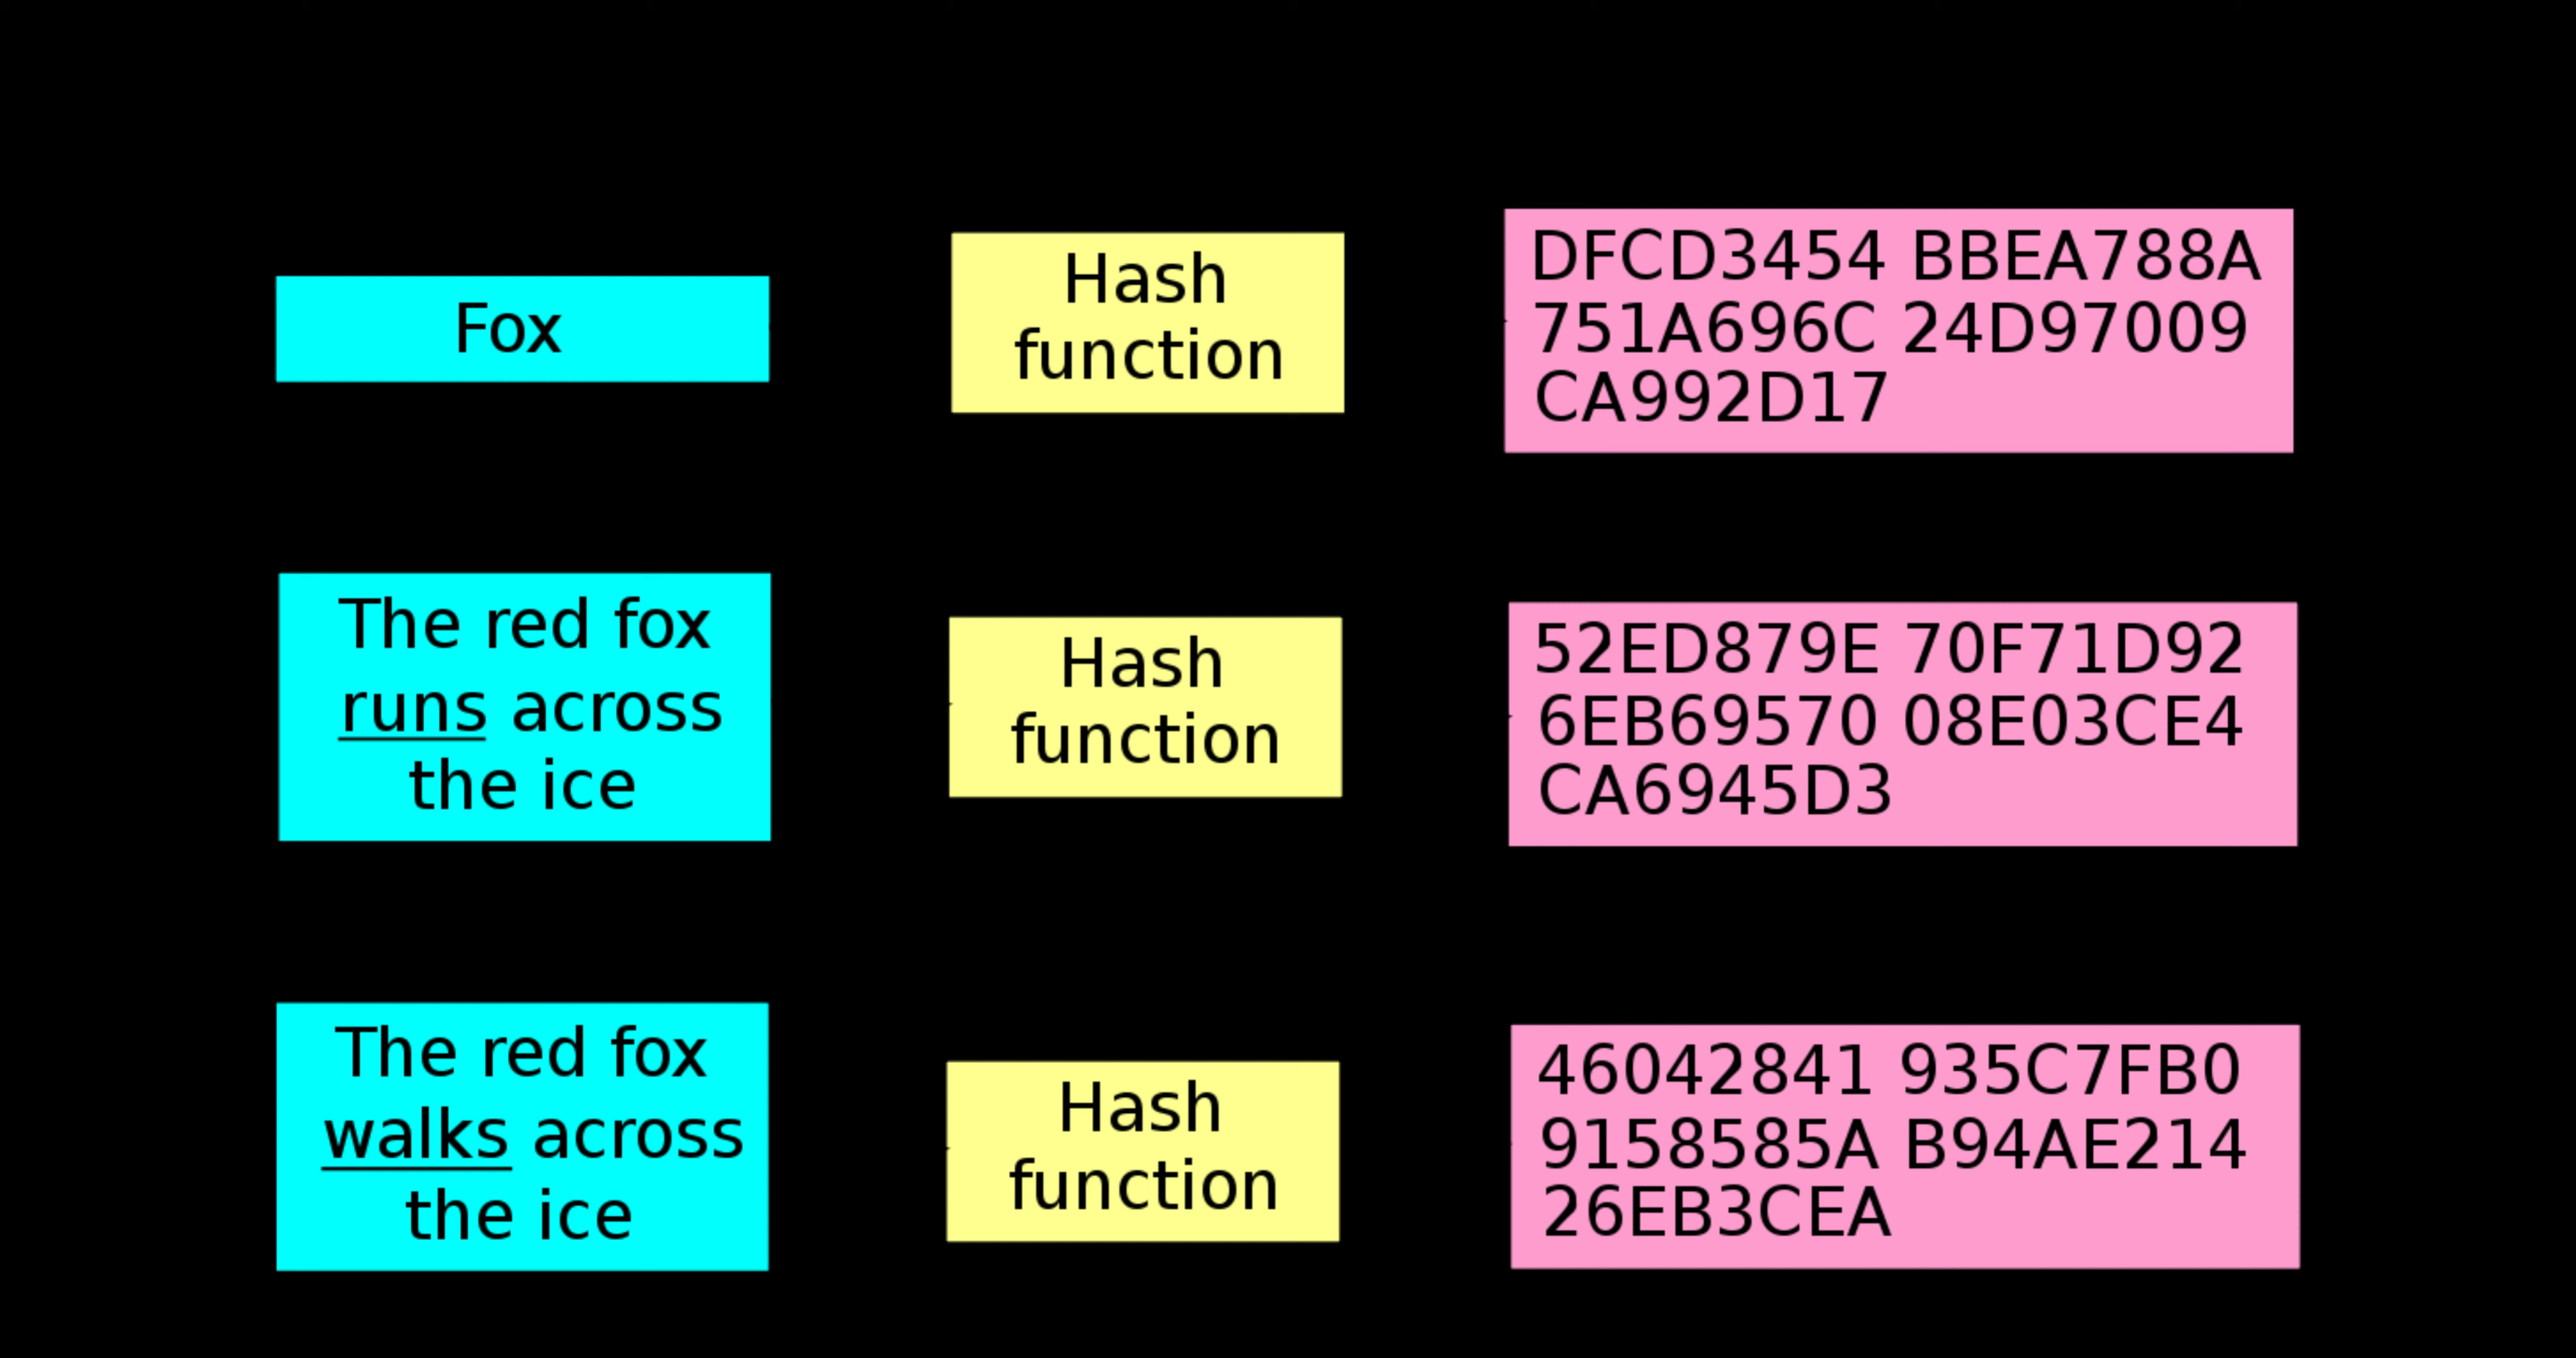 Fox
Hash
function
DFCD3454 BBEA788A
751A696C 24D97009
CA992D17
The red fox
runs across
the ice
Hash
function
52ED879E 70F71D92
6EB69570 08E03CE4
CA6945D3
The red fox
walks across
the ice
Hash
function
46042841 935C7FB0
9158585A B94AE214
26EB3CEA